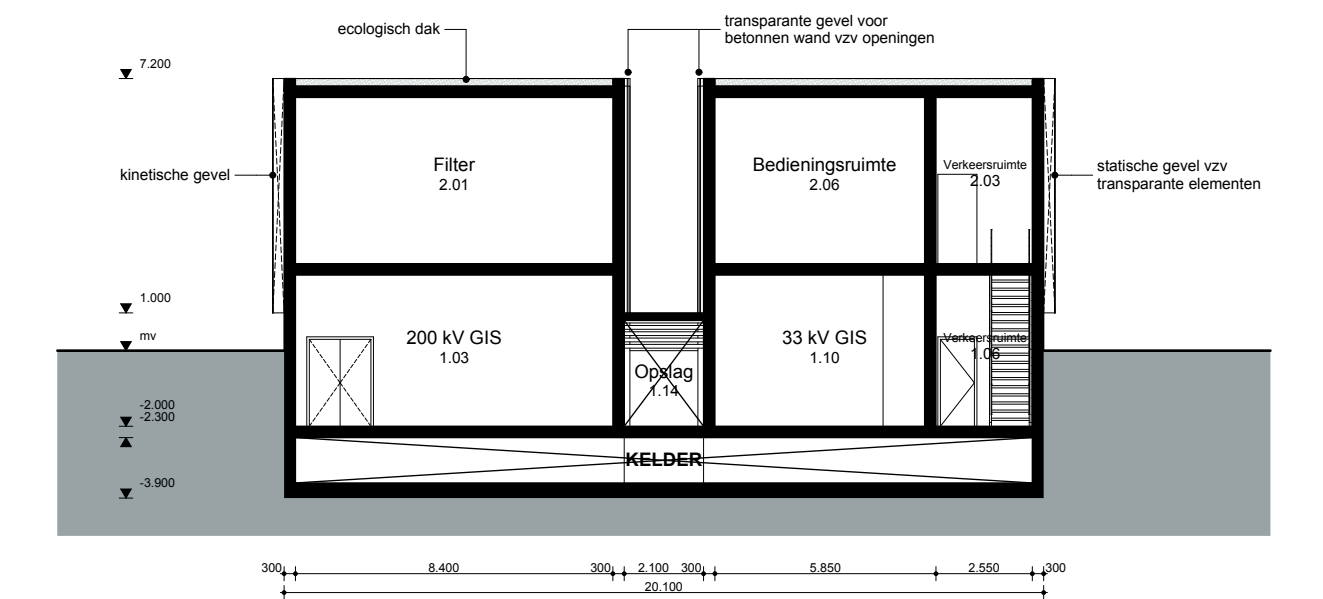 ecologisch dak
transparante gevel voor
betonnen wand vzv openingen
7.200
Filter
2.01
Bedieningsruimte
2.06
Verkeersruimte
2.03
kinetische gevel
statische gevel vzv
transparante elementen
1.000
mv
200 kV GIS
1.03
33 kV GIS
1.10
Verkeersruimte
1.06
Opslag
1.14
-2.000
-2.300
KELDER
-3.900
300 8.400 300 2.100 300 5.850 2.550 300
20.100